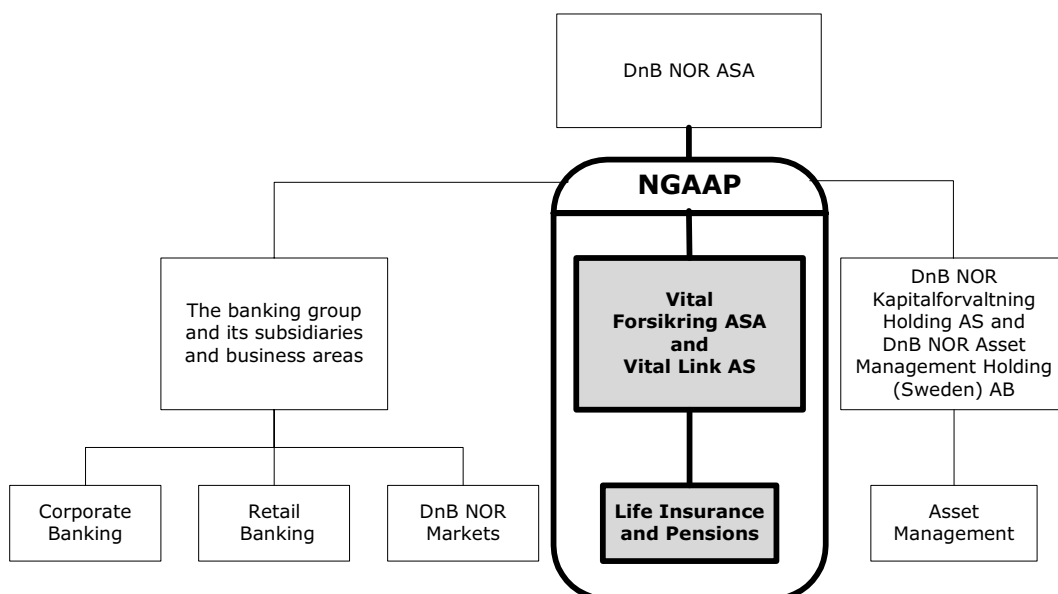 DnB NOR ASA
NGAAP
The banking group
and its subsidiaries
and business areas
Vital
Forsikring ASA
and
Vital Link AS
DnB NOR
Kapitalforvaltning
Holding AS and
DnB NOR Asset
Management Holding
(Sweden) AB
Corporate
Banking
Retail
Banking
DnB NOR
Markets
Life Insurance
and Pensions
Asset
Management